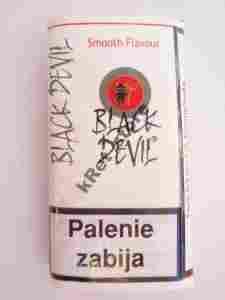 Smooth Flavour
BLACK DEVIL
BLACK
DEVIL
Palenie
zabija